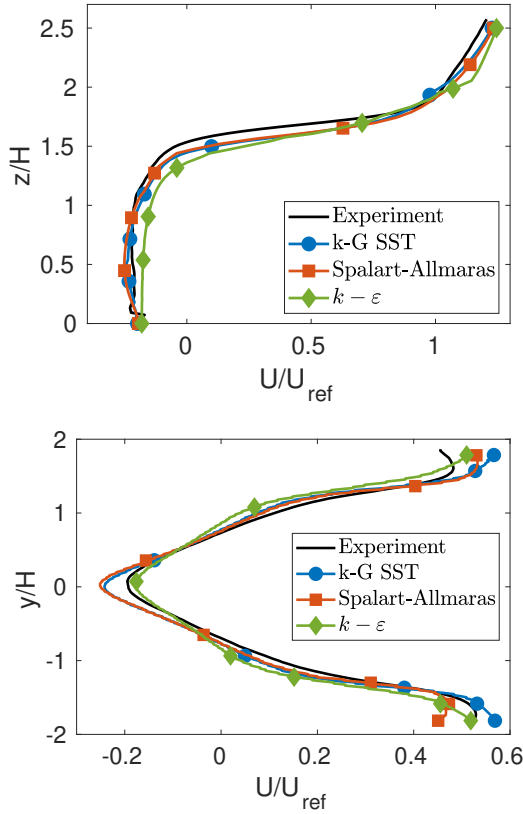 2.5
2
1.5
1
0.5
0
z/H
Experiment
k-G SST
Spalart-Allmaras
k − ε
0 0.5 1
U/U_ref
2
1
0
-1
-2
y/H
Experiment
k-G SST
Spalart-Allmaras
k − ε
-0.2 0 0.2 0.4 0.6
U/U_ref